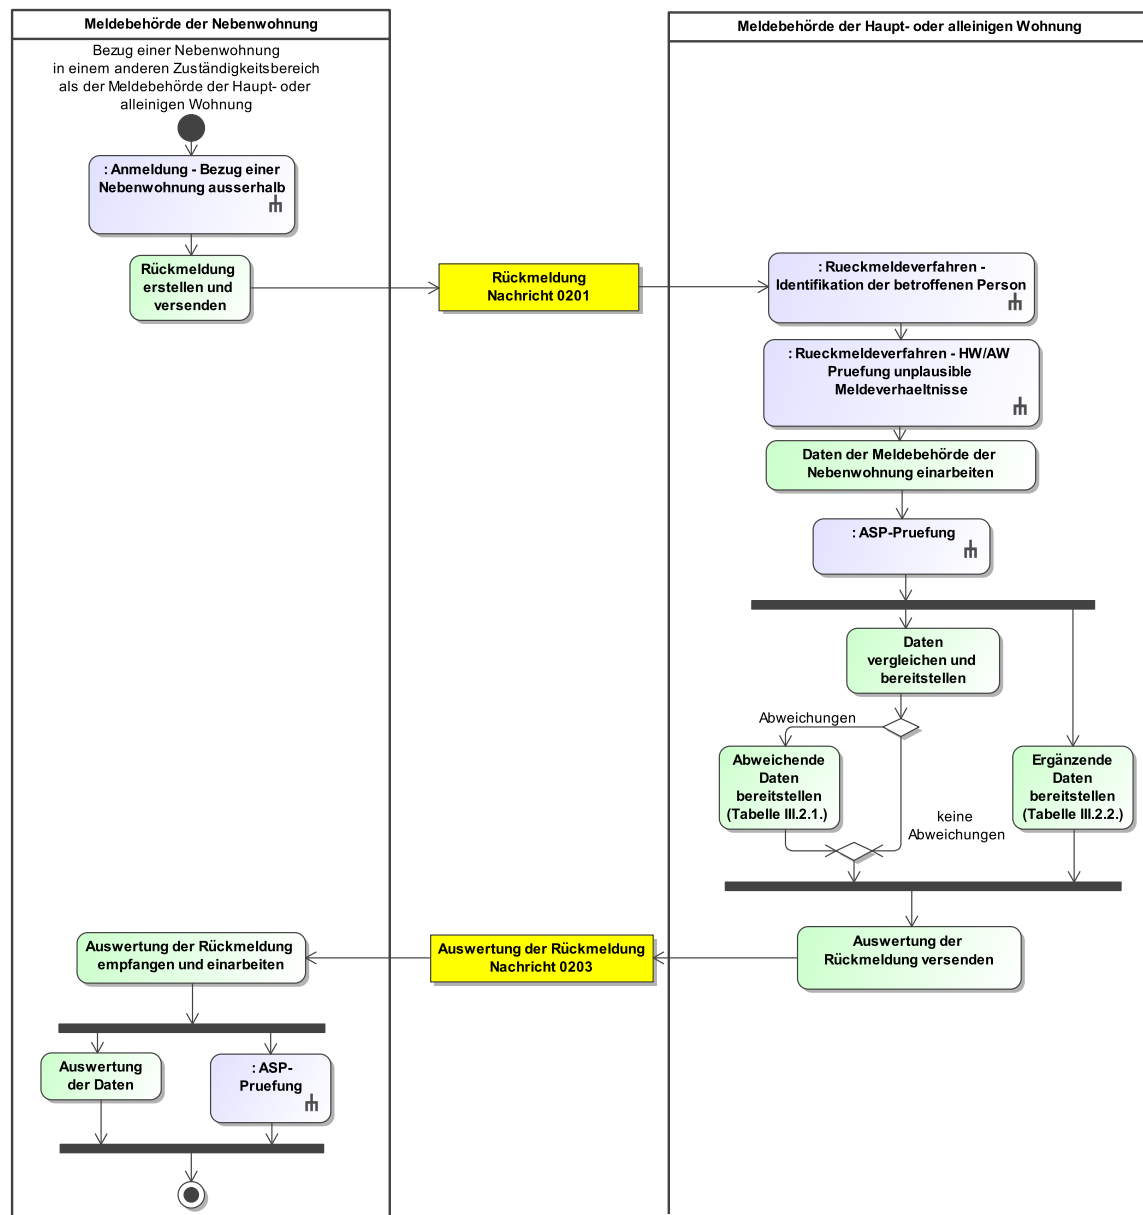 Meldebehörde der Nebenwohnung
Meldebehörde der Haupt- oder alleinigen Wohnung
Bezug einer Nebenwohnung
in einem anderen Zuständigkeitsbereich
als der Meldebehörde der Haupt- oder
alleinigen Wohnung
: Anmeldung - Bezug einer
Nebenwohnung ausserhalb
Rückmeldung
erstellen und
versenden
Rückmeldung
Nachricht 0201
: Rueckmeldeverfahren -
Identifikation der betroffenen Person
: Rueckmeldeverfahren - HW/AW
Pruefung unplausible
Meldeverhaeltnisse
Daten der Meldebehörde der
Nebenwohnung einarbeiten
: ASP-Pruefung
Daten
vergleichen und
bereitstellen
Abweichungen
Abweichende
Daten
bereitstellen
(Tabelle III.2.1.)
keine
Abweichungen
Ergänzende
Daten
bereitstellen
(Tabelle III.2.2.)
Auswertung der
Rückmeldung versenden
Auswertung der Rückmeldung
Nachricht 0203
Auswertung der Rückmeldung
empfangen und einarbeiten
Auswertung
der Daten
: ASP-
Pruefung